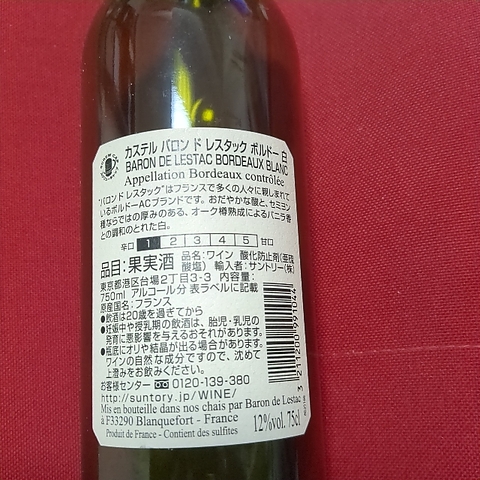 カステル バロン ド レスタック ボルドー 白
BARON DE LESTAC BORDEAUX BLANC
Appellation Bordeaux contrôlée
"バロン ド レスタック"はフランスで多くの人々に親しまれて
いるボルドーACブランドです。おだやかな酸と、セミヨン
種ならではの厚みのある、オーク樽熟成によるバニラ香
との調和のとれた白。
辛口 1 2 3 4 5 甘口
品目:果実酒 品名:ワイン 酸化防止剤(亜硫
酸塩) 輸入者:サントリー(株)
東京都港区台場2丁目3-3 内容量:
750ml アルコール分 表ラベルに記載
原産国名:フランス
●飲酒は20歳を過ぎてから
●妊娠中や授乳期の飲酒は、胎児・乳児の
発育に悪影響を与えるおそれがあります。
●瓶底にオリや結晶が出る場合がありますが、
ワインの自然な成分ですので、沈めて
上澄みをお飲みください。
お客様センター 0120-139-380
http://suntory.jp/WINE/
Mis en bouteille dans nos chais par Baron de Lestac
à F33290 Blanquefort - France
Produit de France - Contient des sulfites
12%vol. 75cl
3 211200 991044